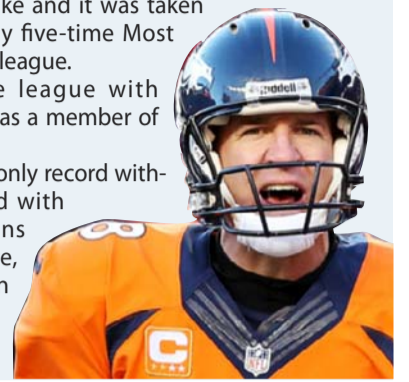 ke and it was taken
y five-time Most
league.
e league with
as a member of
only record with-
d with
ns
e,
n
Riddell
8
C
NFL